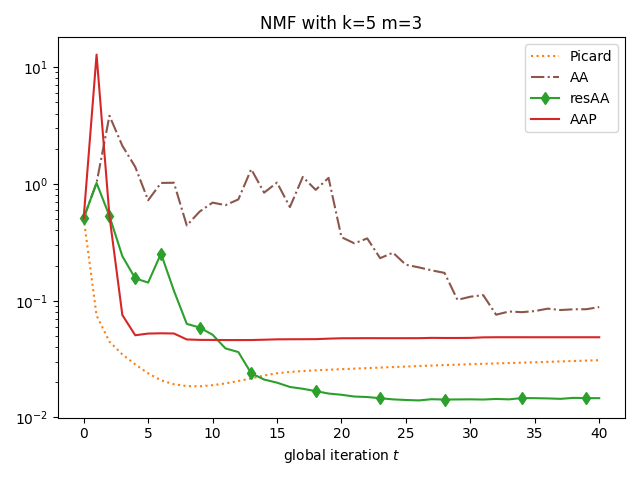 NMF with k=5 m=3
10^1
10^0
10^-1
10^-2
Picard
AA
resAA
AAP
0 5 10 15 20 25 30 35 40
global iteration t